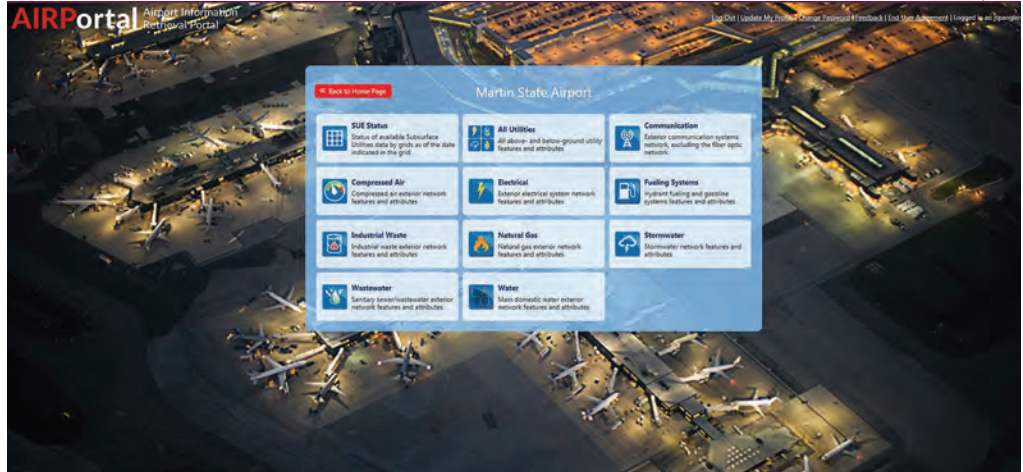 AIRPortal Airport Information
Retrieval Portal
Log Out | Update My Profile | Change Password | Feedback | End User Agreement | Logged in as: jspangler
« Back to Home Page
Martin State Airport
SUE Status
Status of available Subsurface
Utilities data by grids as of the date
indicated in the grid
All Utilities
All above- and below-ground utility
features and attributes
Communication
Exterior communication systems
network, excluding the fiber optic
network
Compressed Air
Compressed air exterior network
features and attributes
Electrical
Exterior electrical system network
features and attributes
Fueling Systems
Hydrant fueling and gasoline
systems features and attributes
Industrial Waste
Industrial waste exterior network
features and attributes
Natural Gas
Natural gas exterior network
features and attributes
Stormwater
Stormwater network features and
attributes
Wastewater
Sanitary sewer/wastewater exterior
network features and attributes
Water
Main domestic water exterior
network features and attributes